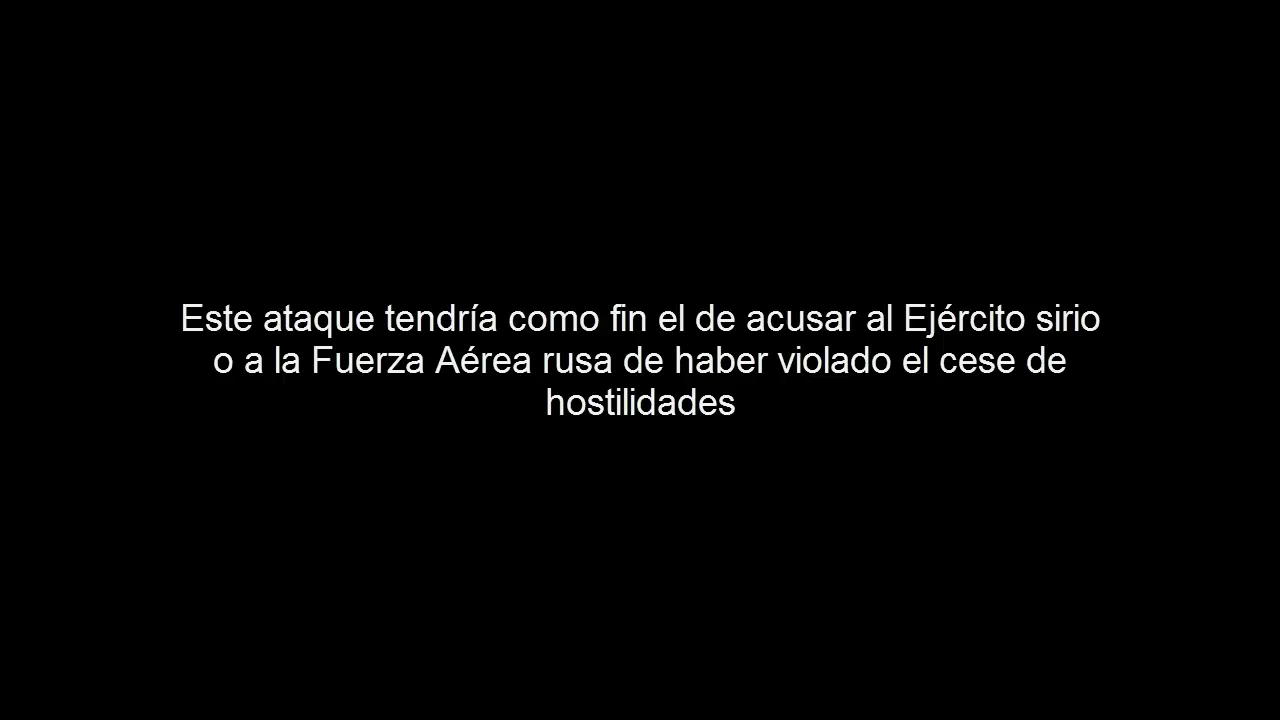 Este ataque tendría como fin el de acusar al Ejército sirio
o a la Fuerza Aérea rusa de haber violado el cese de
hostilidades